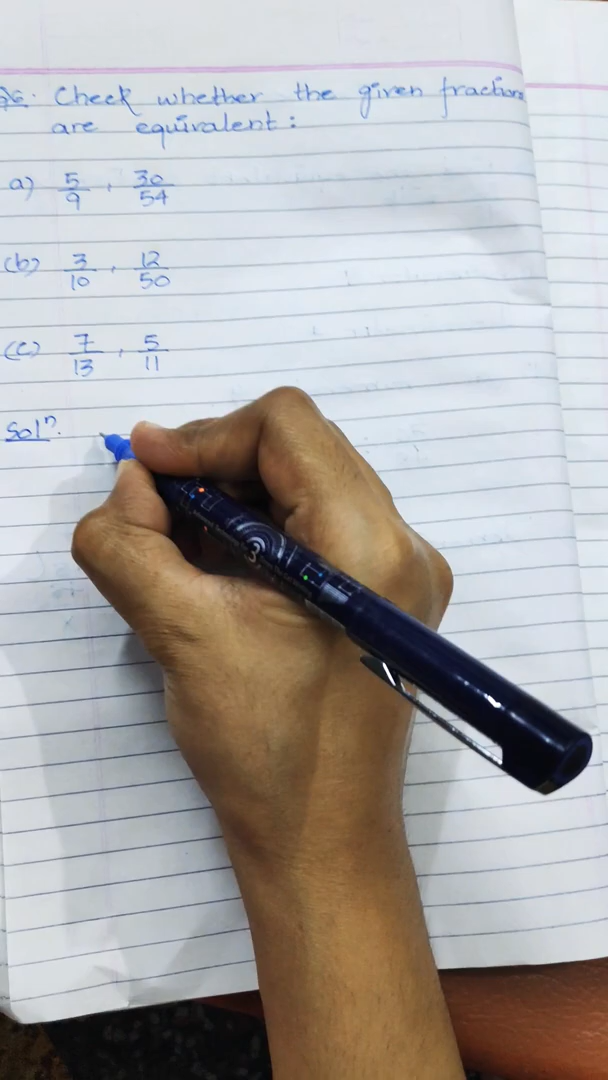 Q6. Check whether the given fractions
are equivalent:
a) 5/9, 30/54
(b) 3/10, 12/50
(c) 7/13, 5/11
Solⁿ.